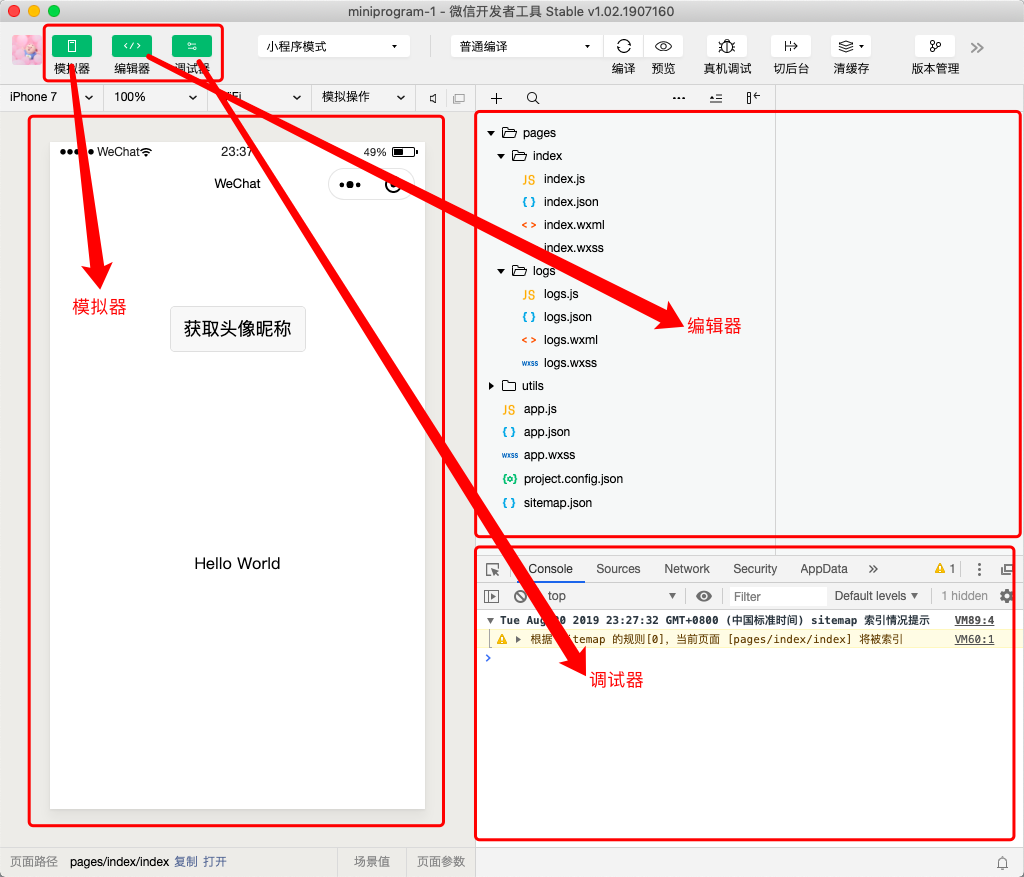 miniprogram-1 - 微信开发者工具 Stable v1.02.1907160
模拟器 编辑器 调试器 小程序模式 普通编译 编译 预览 真机调试 切后台 清缓存 版本管理
iPhone 7 100% 模拟操作
WeChat 23:37 49%
WeChat
模拟器
获取头像昵称
Hello World
pages
index
JS index.js
{ } index.json
< > index.wxml
index.wxss
logs
JS logs.js
{ } logs.json
< > logs.wxml
wxss logs.wxss
utils
JS app.js
{ } app.json
wxss app.wxss
{o} project.config.json
{ } sitemap.json
编辑器
Console Sources Network Security AppData » 1
top Filter Default levels 1 hidden
Tue Aug 20 2019 23:27:32 GMT+0800 (中国标准时间) sitemap 索引情况提示 VM89:4
根据 sitemap 的规则[0]，当前页面 [pages/index/index] 将被索引 VM60:1
调试器
页面路径 pages/index/index 复制 打开 场景值 页面参数